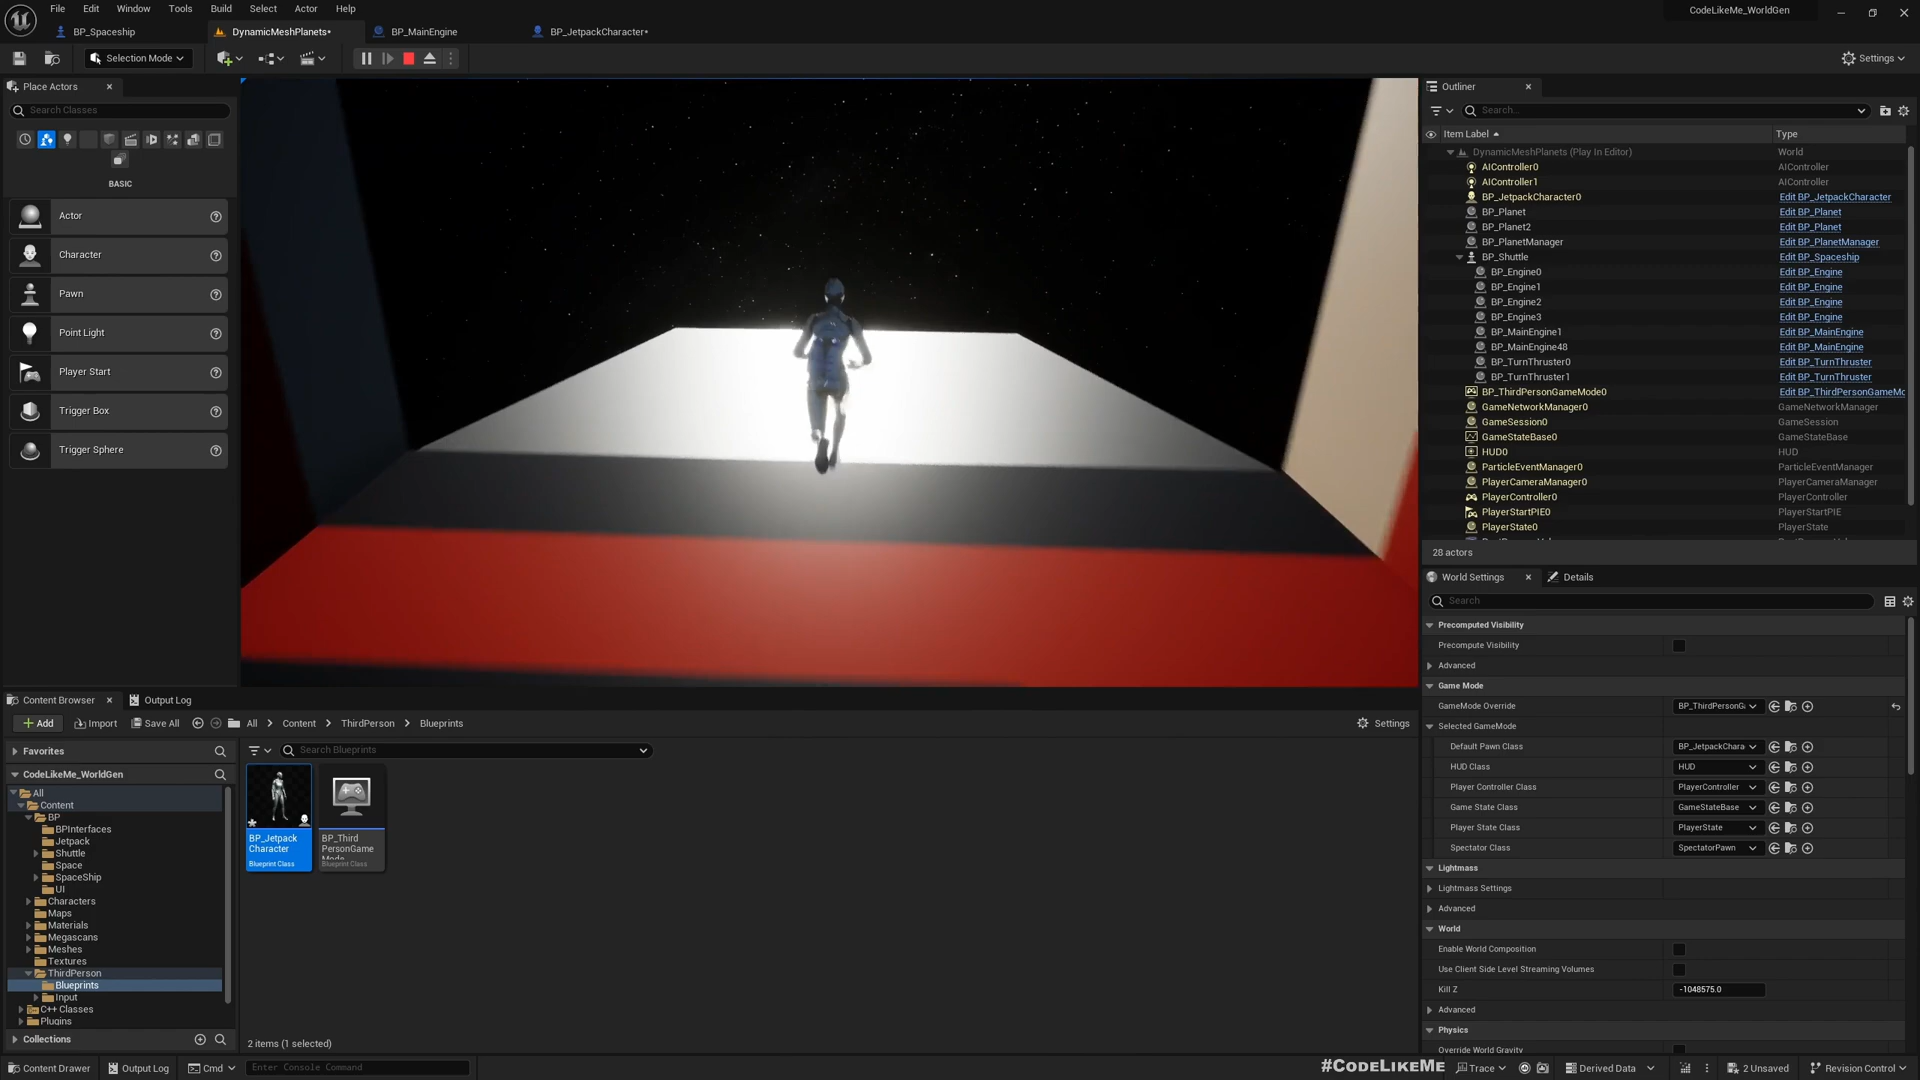 File Edit Window Tools Build Select Actor Help
CodeLikeMe_WorldGen
BP_Spaceship DynamicMeshPlanets• BP_MainEngine BP_JetpackCharacter•
Selection Mode
Settings
Place Actors
Search Classes
BASIC
Actor
Character
Pawn
Point Light
Player Start
Trigger Box
Trigger Sphere
Outliner
Search...
Item Label Type
DynamicMeshPlanets (Play In Editor) World
AIController0 AIController
AIController1 AIController
BP_JetpackCharacter0 Edit BP_JetpackCharacter
BP_Planet Edit BP_Planet
BP_Planet2 Edit BP_Planet
BP_PlanetManager Edit BP_PlanetManager
BP_Shuttle Edit BP_Spaceship
BP_Engine0 Edit BP_Engine
BP_Engine1 Edit BP_Engine
BP_Engine2 Edit BP_Engine
BP_Engine3 Edit BP_Engine
BP_MainEngine1 Edit BP_MainEngine
BP_MainEngine48 Edit BP_MainEngine
BP_TurnThruster0 Edit BP_TurnThruster
BP_TurnThruster1 Edit BP_TurnThruster
BP_ThirdPersonGameMode0 Edit BP_ThirdPersonGameMo
GameNetworkManager0 GameNetworkManager
GameSession0 GameSession
GameStateBase0 GameStateBase
HUD0 HUD
ParticleEventManager0 ParticleEventManager
PlayerCameraManager0 PlayerCameraManager
PlayerController0 PlayerController
PlayerStartPIE0 PlayerStartPIE
PlayerState0 PlayerState
28 actors
World Settings Details
Search
Precomputed Visibility
Precompute Visibility
Advanced
Game Mode
GameMode Override BP_ThirdPersonGa
Selected GameMode
Default Pawn Class BP_JetpackChara
HUD Class HUD
Player Controller Class PlayerController
Game State Class GameStateBase
Player State Class PlayerState
Spectator Class SpectatorPawn
Lightmass
Lightmass Settings
Advanced
World
Enable World Composition
Use Client Side Level Streaming Volumes
Kill Z -1048575.0
Advanced
Physics
Override World Gravity
Content Browser Output Log
Add Import Save All All Content ThirdPerson Blueprints
Settings
Favorites
Search Blueprints
CodeLikeMe_WorldGen
All
Content
BP
BPInterfaces
Jetpack
Shuttle
Space
SpaceShip
UI
Characters
Maps
Materials
Megascans
Meshes
Textures
ThirdPerson
Blueprints
Input
C++ Classes
Plugins
Collections
BP_Jetpack
Character
Blueprint Class
BP_Third
PersonGame
Mode
Blueprint Class
2 items (1 selected)
Content Drawer Output Log Cmd Enter Console Command
#CodeLikeMe
Trace Derived Data 2 Unsaved Revision Control